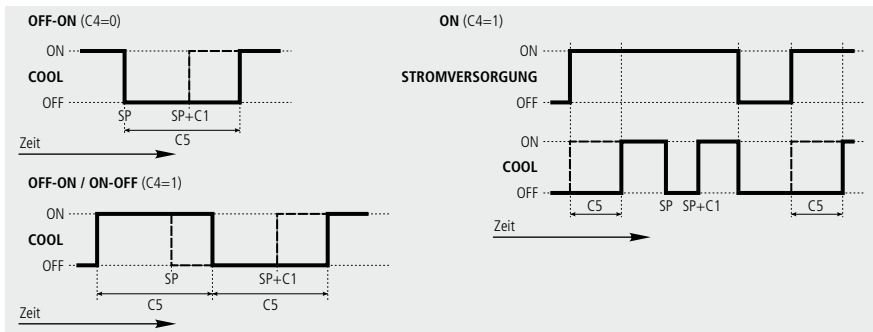 OFF-ON (C4=0)
ON
COOL
OFF
SP
SP+C1
C5
Zeit
OFF-ON / ON-OFF (C4=1)
ON
COOL
OFF
SP
SP+C1
C5
C5
Zeit
ON (C4=1)
ON
STROMVERSORGUNG
OFF
ON
COOL
OFF
C5
SP
SP+C1
C5
Zeit